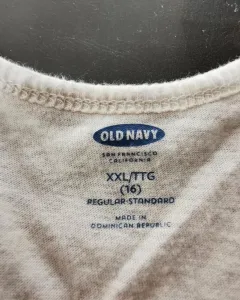 OLD NAVY
SAN FRANCISCO
CALIFORNIA
XXL/TTG
(16)
REGULAR-STANDARD
MADE IN
DOMINICAN REPUBLIC